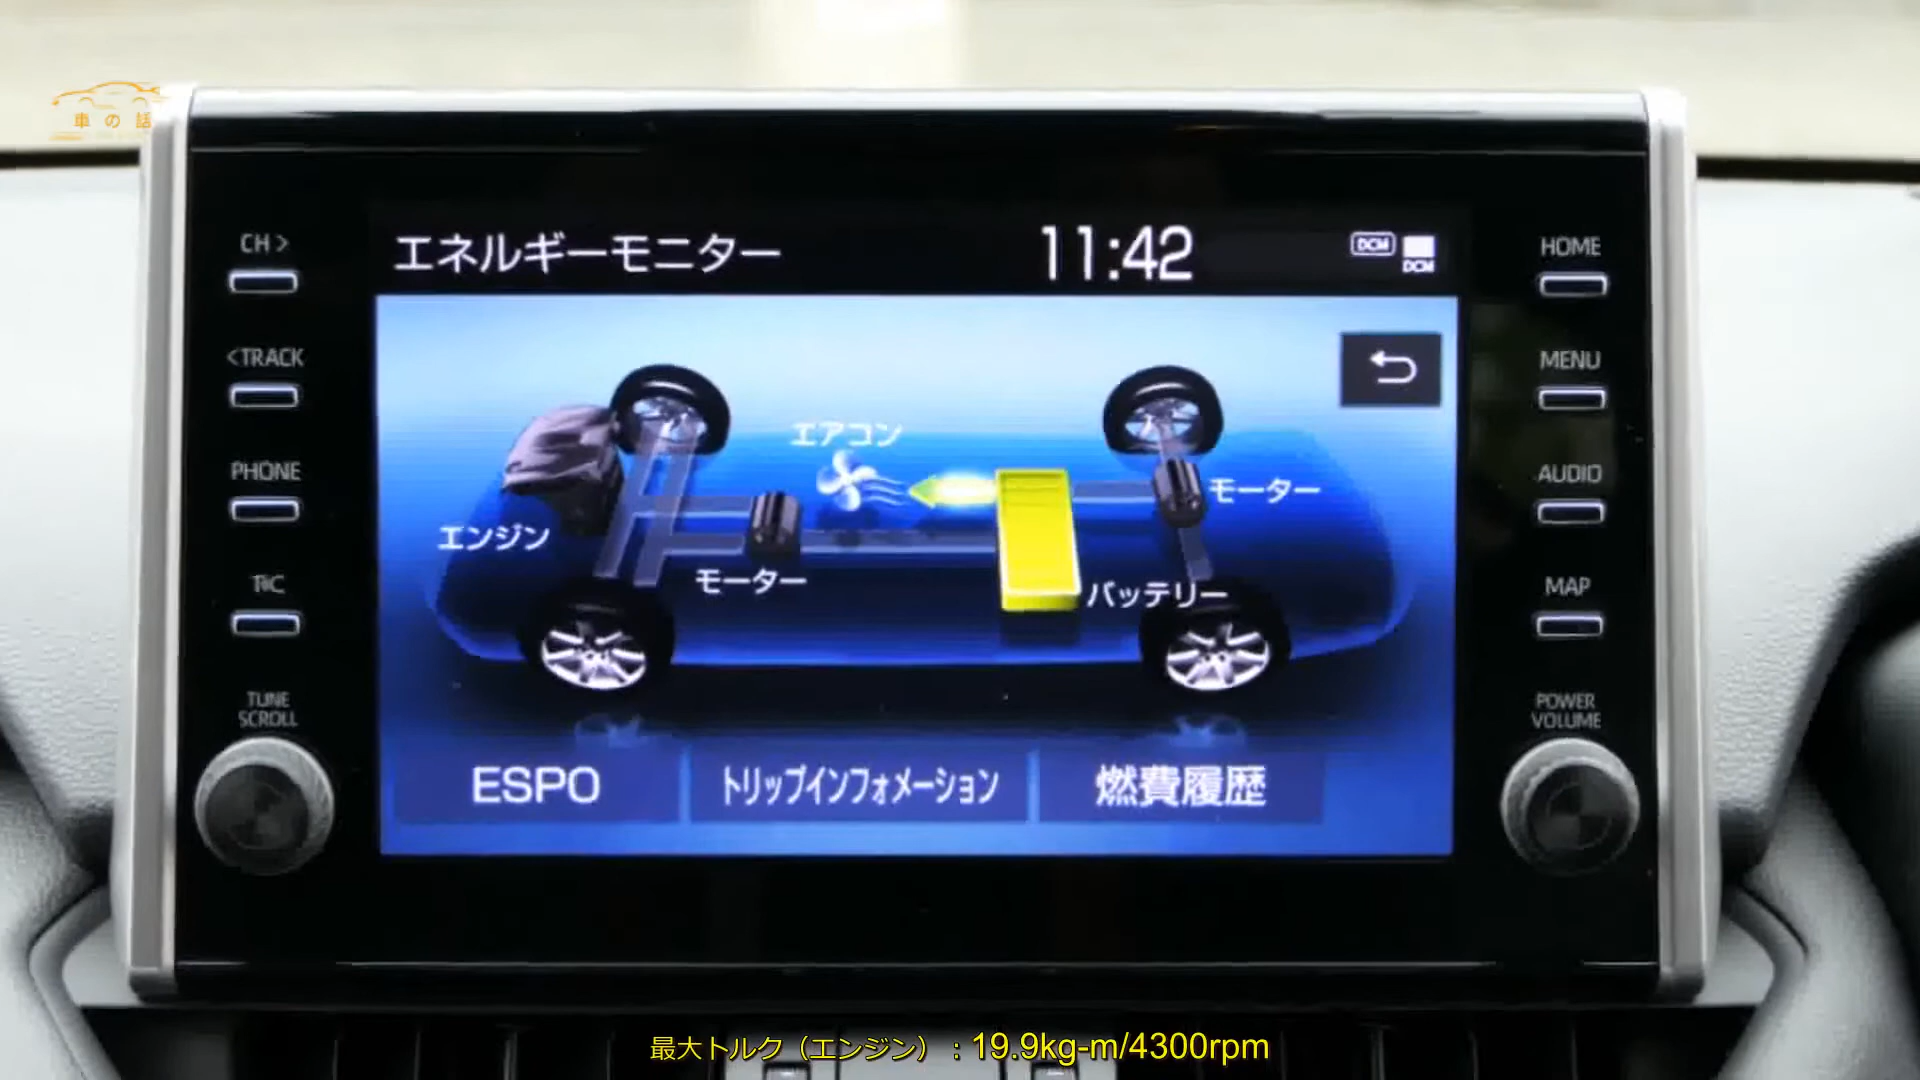 車の話
CH >
<TRACK
PHONE
T&C
TUNE
SCROLL
エネルギーモニター
11:42
DCM
DCM
エアコン
エンジン
モーター
モーター
バッテリー
ESPO
トリップインフォメーション
燃費履歴
HOME
MENU
AUDIO
MAP
POWER
VOLUME
最大トルク（エンジン）：19.9kg-m/4300rpm